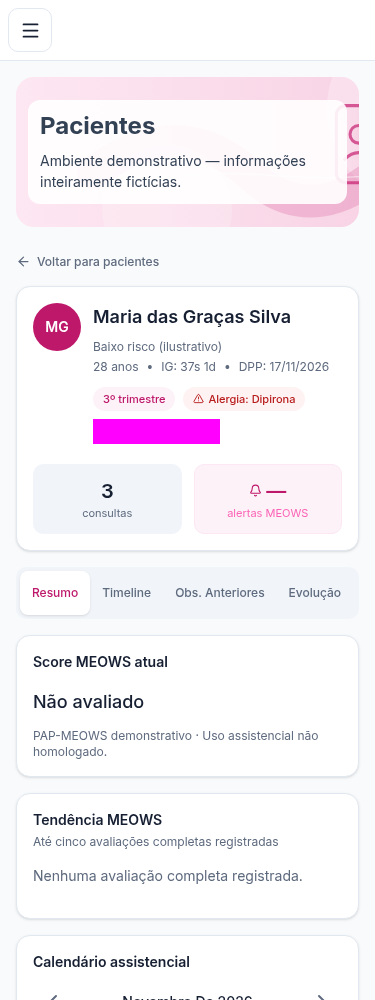 Pacientes
Ambiente demonstrativo — informações
inteiramente fictícias.
Voltar para pacientes
MG
Maria das Graças Silva
Baixo risco (ilustrativo)
28 anos • IG: 37s 1d • DPP: 17/11/2026
3º trimestre
Alergia: Dipirona
3
consultas
—
alertas MEOWS
Resumo
Timeline
Obs. Anteriores
Evolução
Score MEOWS atual
Não avaliado
PAP-MEOWS demonstrativo · Uso assistencial não
homologado.
Tendência MEOWS
Até cinco avaliações completas registradas
Nenhuma avaliação completa registrada.
Calendário assistencial
Novembro De 2026